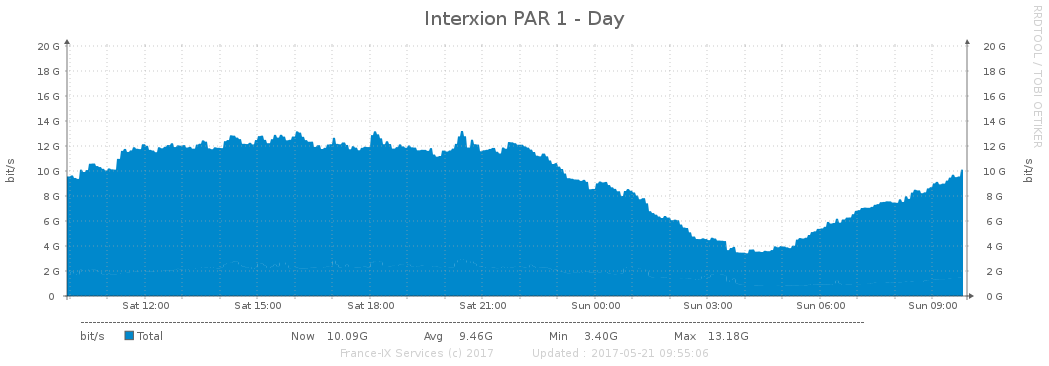 Interxion PAR 1 - Day
RRDTOOL / TOBI OETIKER
bit/s
20 G 20 G
18 G 18 G
16 G 16 G
14 G 14 G
12 G 12 G
10 G 10 G
8 G 8 G
6 G 6 G
4 G 4 G
2 G 2 G
0 0 G
bit/s
Sat 12:00 Sat 15:00 Sat 18:00 Sat 21:00 Sun 00:00 Sun 03:00 Sun 06:00 Sun 09:00
bit/s Total Now 10.09G Avg 9.46G Min 3.40G Max 13.18G
France-IX Services (c) 2017 Updated : 2017-05-21 09:55:06